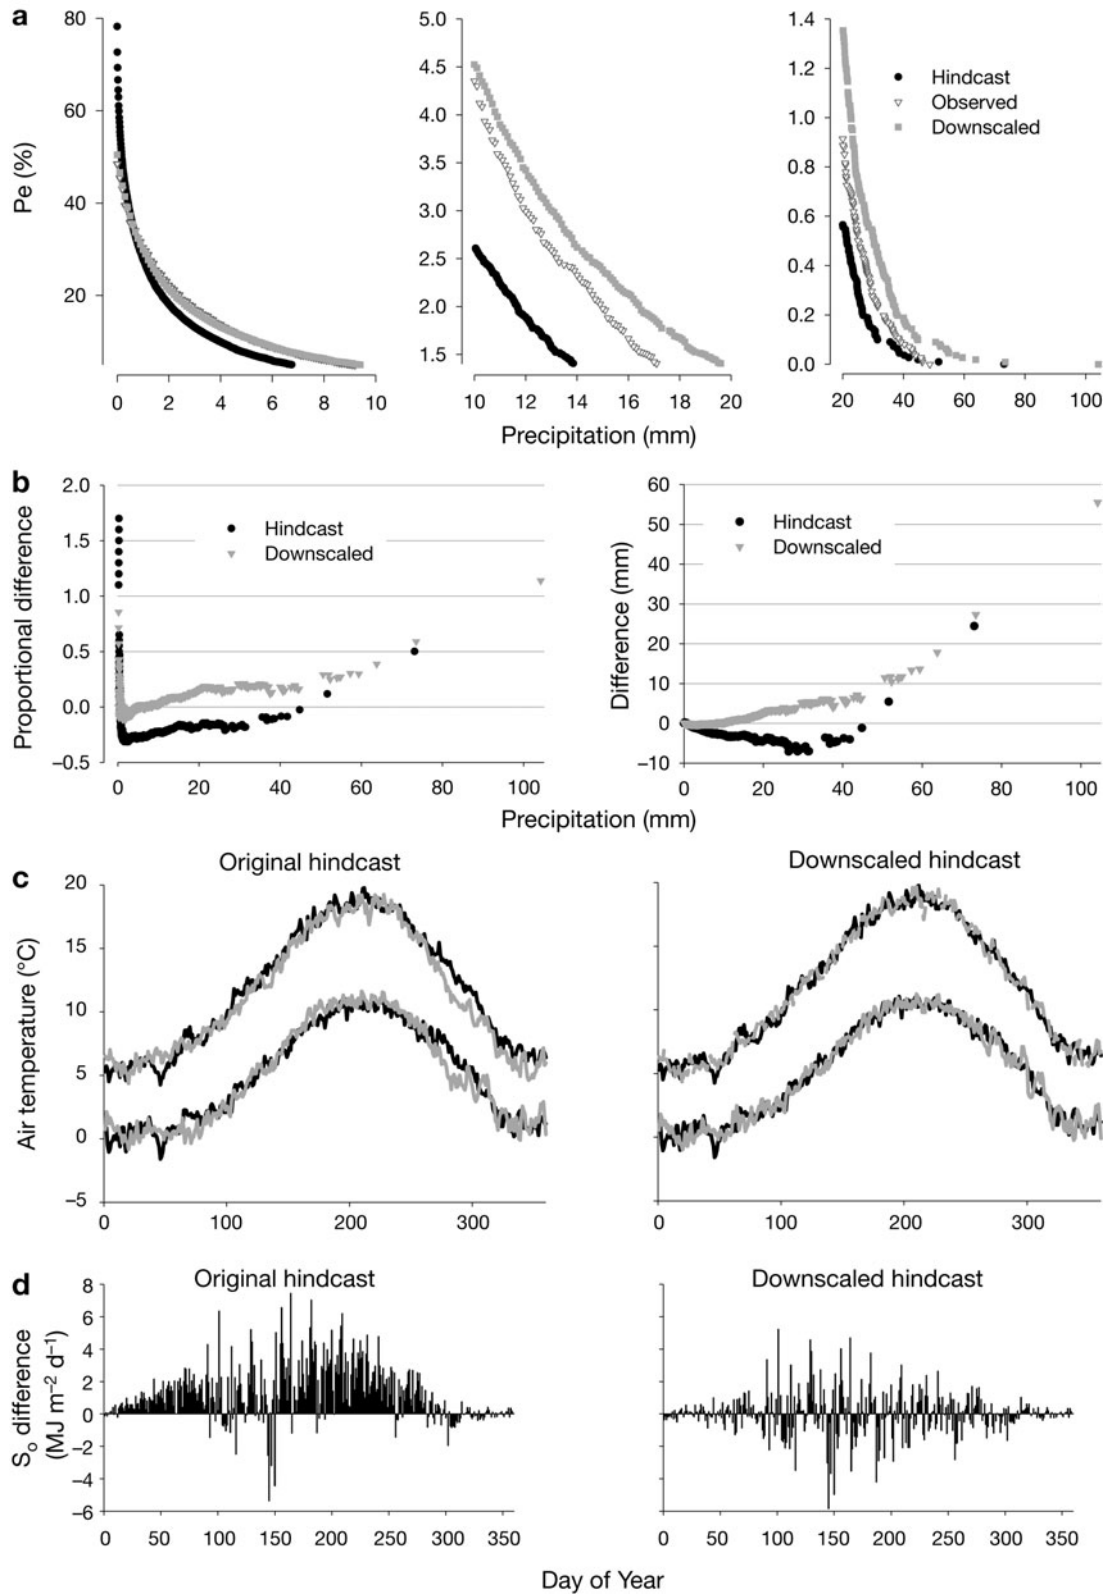 a
Pe (%)
80
60
40
20
0 2 4 6 8 10
5.0
4.5
4.0
3.5
3.0
2.5
2.0
1.5
10 12 14 16 18 20
1.4
1.2
1.0
0.8
0.6
0.4
0.2
0.0
20 40 60 80 100
Hindcast
Observed
Downscaled
Precipitation (mm)
b
Proportional difference
2.0
1.5
1.0
0.5
0.0
−0.5
0 20 40 60 80 100
Hindcast
Downscaled
Difference (mm)
60
50
40
30
20
10
0
−10
0 20 40 60 80 100
Hindcast
Downscaled
Precipitation (mm)
c
Original hindcast
Downscaled hindcast
Air temperature (°C)
20
15
10
5
0
−5
0 100 200 300
0 100 200 300
d
Original hindcast
Downscaled hindcast
So difference
(MJ m−2 d−1)
8
6
4
2
0
−2
−4
−6
0 50 100 150 200 250 300 350
0 50 100 150 200 250 300 350
Day of Year